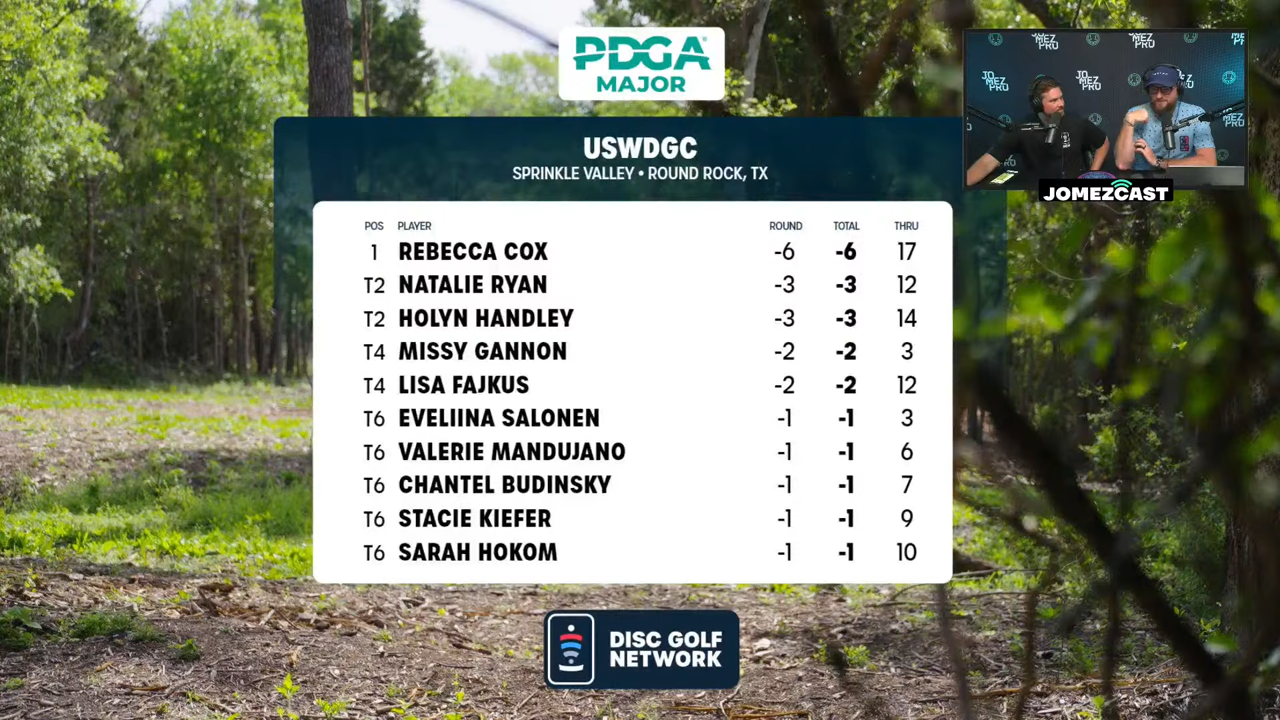 PDGA
MAJOR
USWDGC
SPRINKLE VALLEY • ROUND ROCK, TX
POS PLAYER ROUND TOTAL THRU
1 REBECCA COX -6 -6 17
T2 NATALIE RYAN -3 -3 12
T2 HOLYN HANDLEY -3 -3 14
T4 MISSY GANNON -2 -2 3
T4 LISA FAJKUS -2 -2 12
T6 EVELIINA SALONEN -1 -1 3
T6 VALERIE MANDUJANO -1 -1 6
T6 CHANTEL BUDINSKY -1 -1 7
T6 STACIE KIEFER -1 -1 9
T6 SARAH HOKOM -1 -1 10
DISC GOLF
NETWORK
JOMEZ PRO
JOMEZCAST